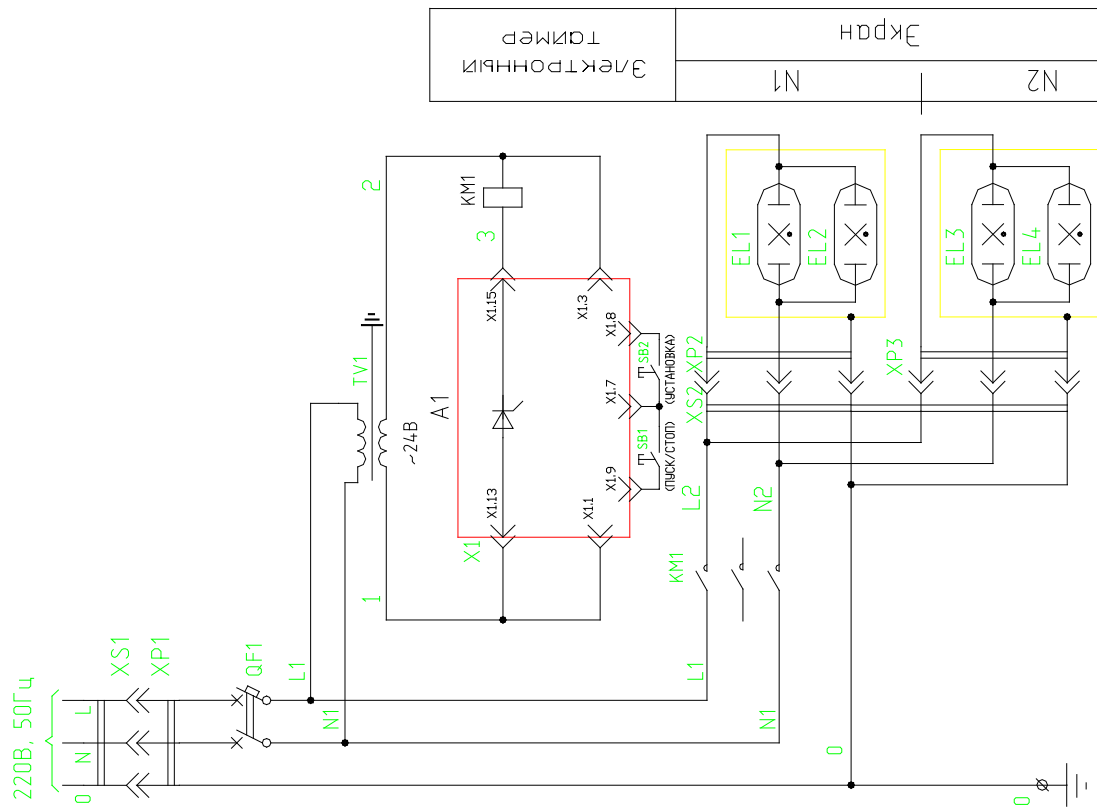 Электронный
таймер
Экран
N1
N2
220В, 50Гц
0
N
L
XS1
XP1
QF1
L1
N1
TV1
~24В
1
2
3
KM1
A1
X1
X1.13
X1.15
X1.1
X1.3
X1.9
X1.7
X1.8
SB1
(ПУСК/СТОП)
SB2
(УСТАНОВКА)
KM1
L1
L2
N1
N2
0
0
XS2
XP2
XP3
EL1
EL2
EL3
EL4